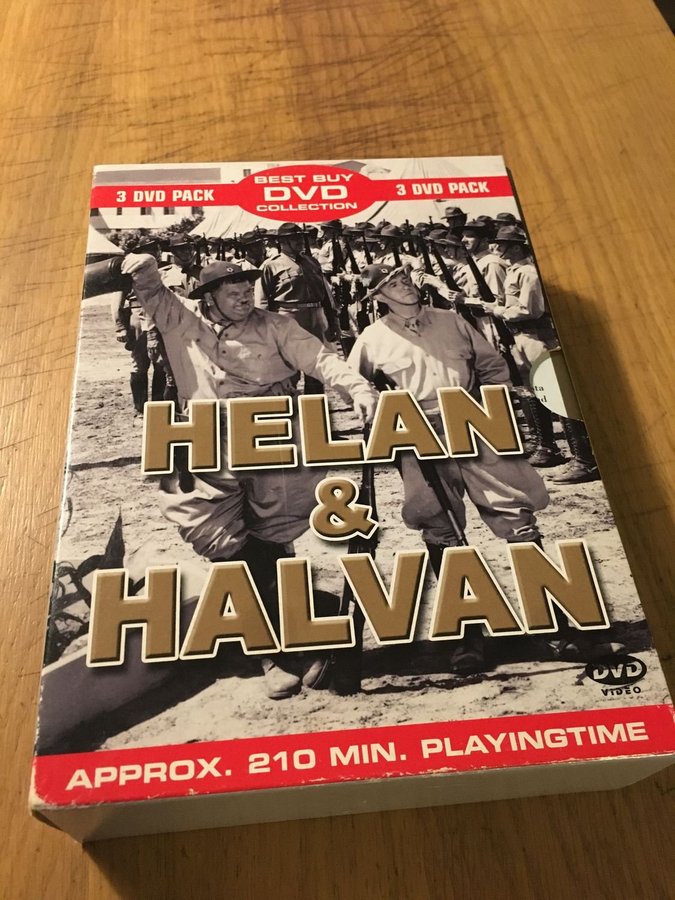 3 DVD PACK
BEST BUY
DVD
COLLECTION
3 DVD PACK
HELAN
&
HALVAN
DVD
VIDEO
APPROX. 210 MIN. PLAYINGTIME